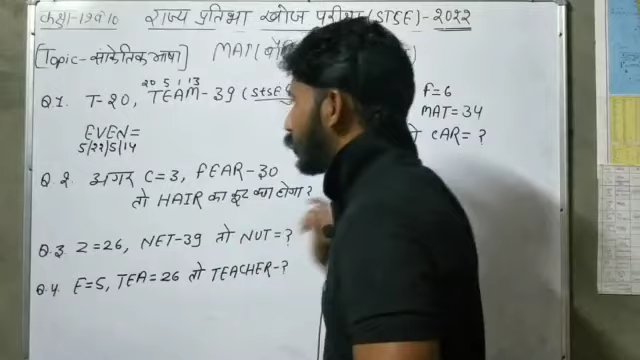 कक्षा-12वी 10 राज्य प्रतिभा खोज परीक्षा (STSE)-2022
[Topic-सांकेतिक भाषा] MAT(
20 5 1 13
Q.1. T=20, TEAM-39 (STSE
EVEN=
5/22/5/14
F=6
MAT=34
CAR=?
Q.2. अगर C=3, FEAR-30
तो HAIR का कूट क्या होगा?
Q.3. Z=26, NET-39 तो NUT=?
Q.4. E=5, TEA=26 तो TEACHER-?